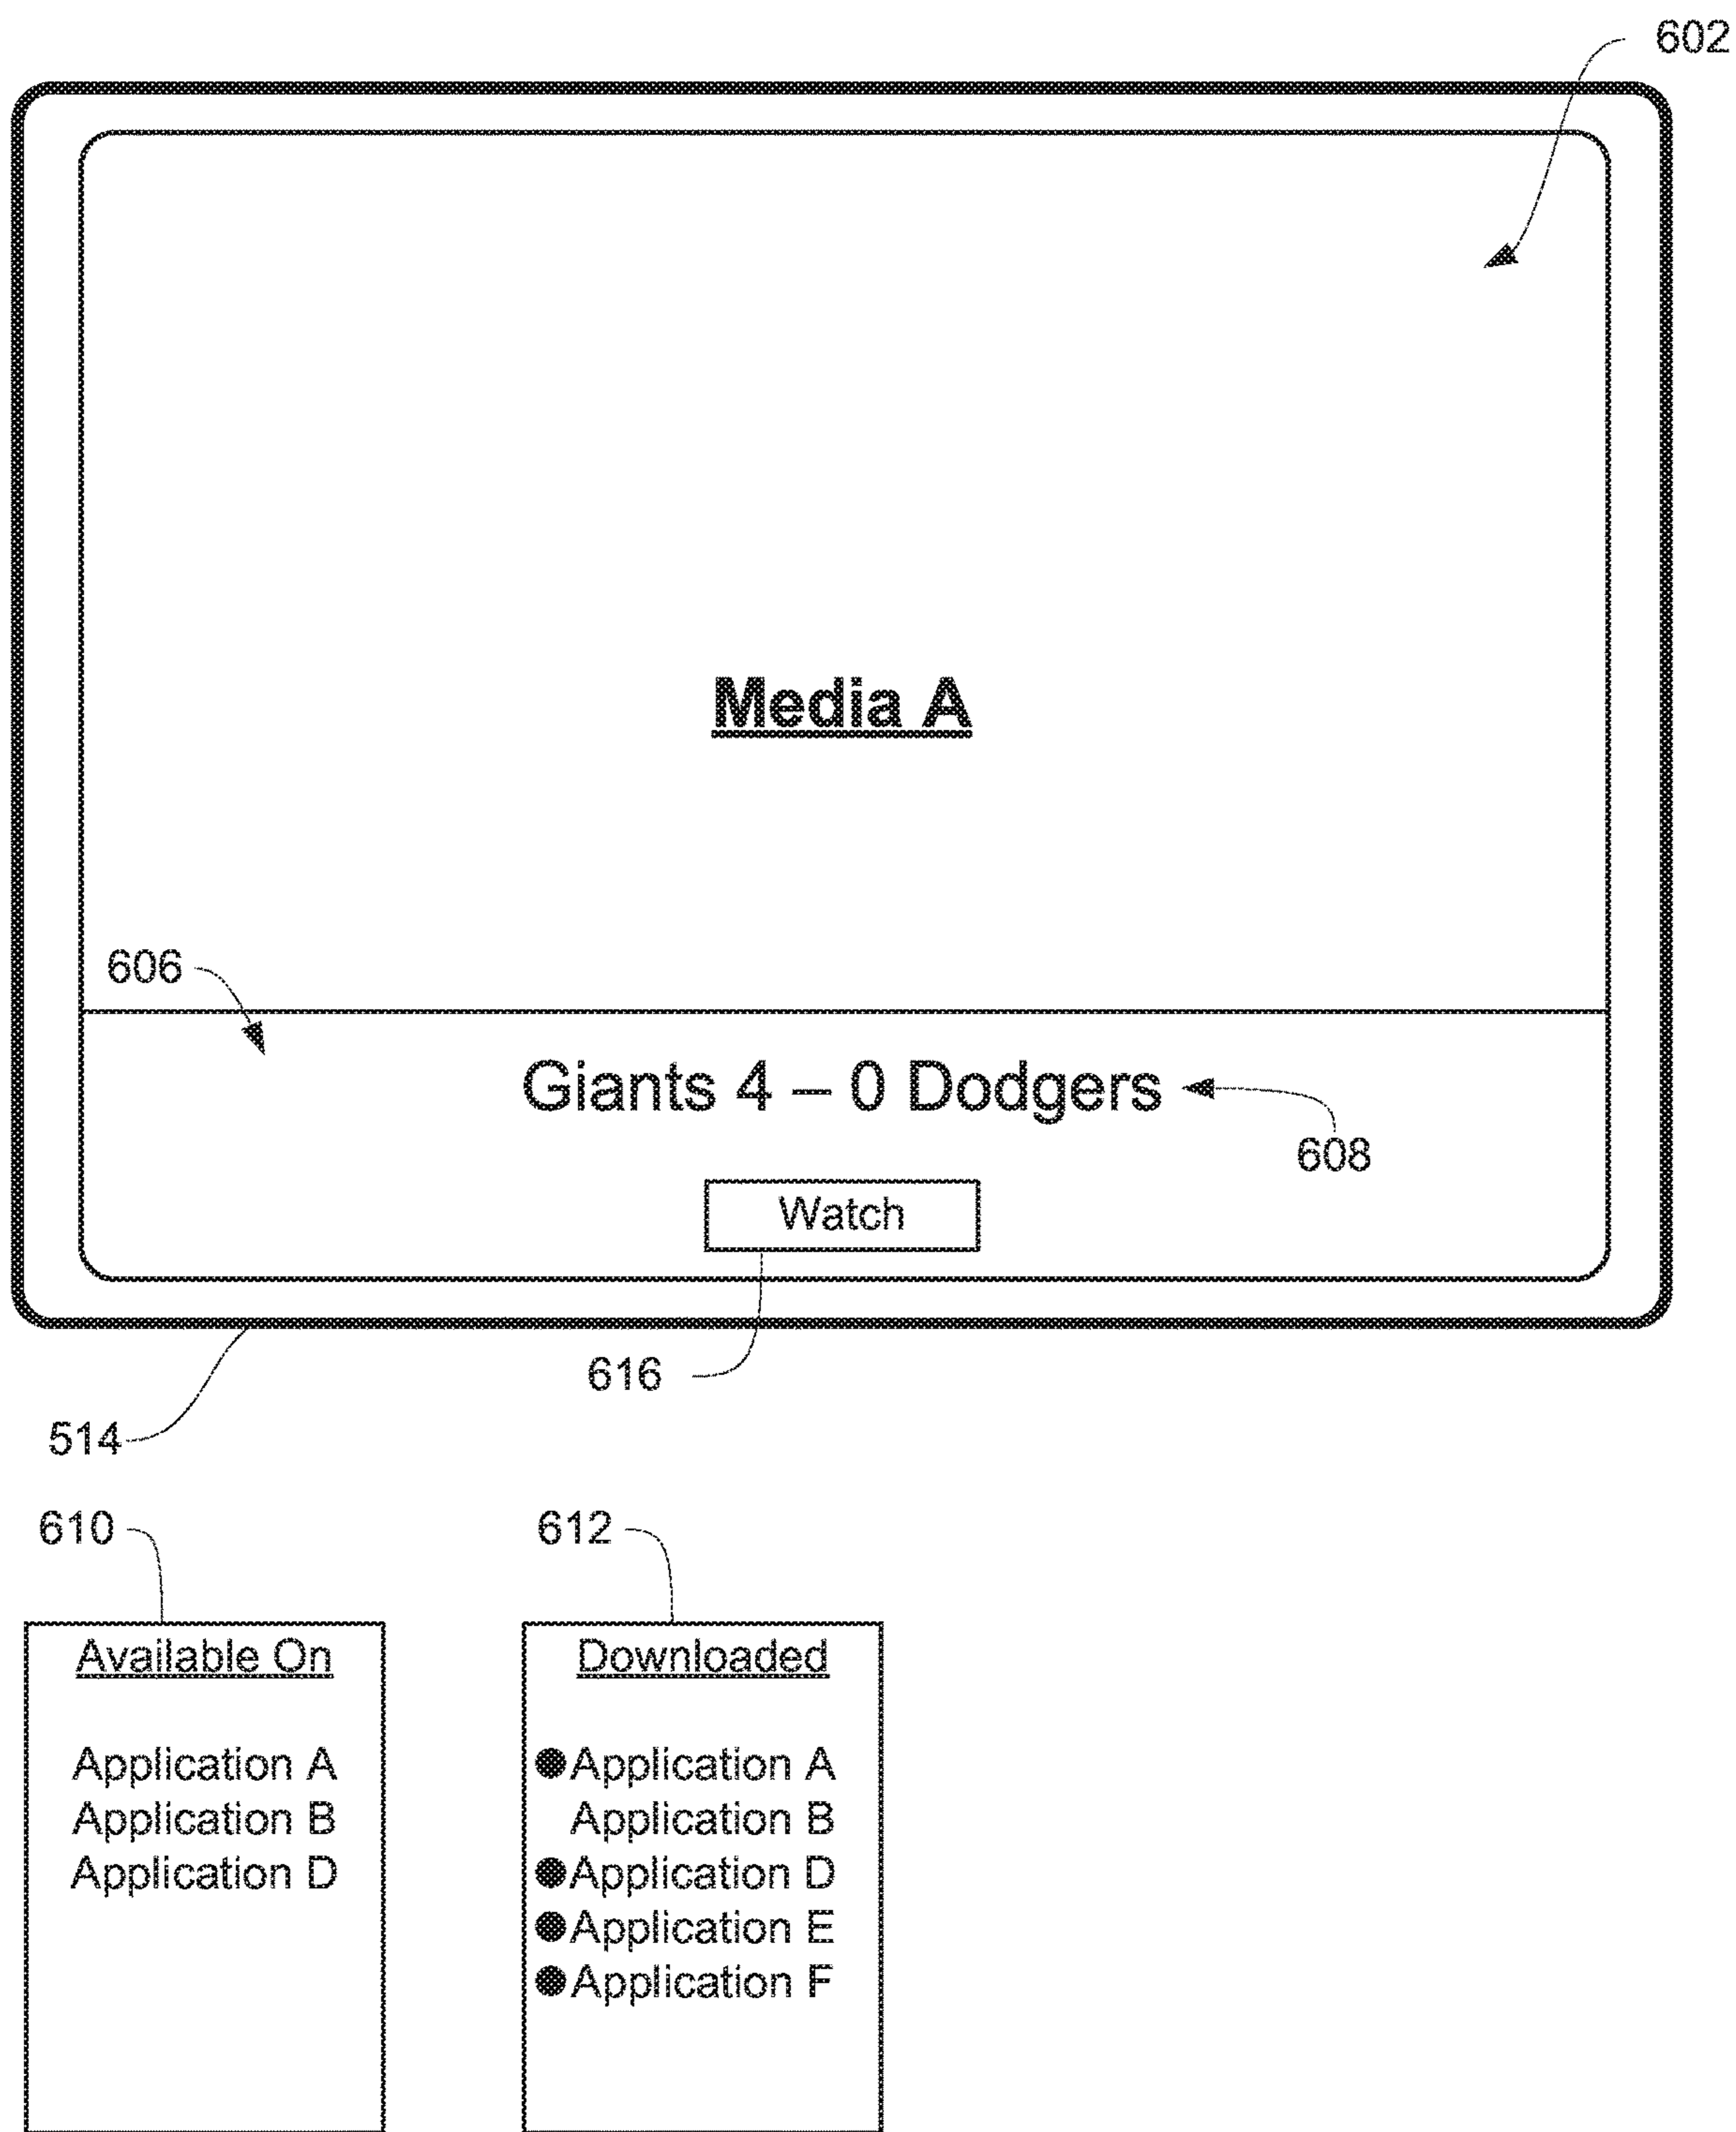 602
Media A
606
Giants 4 – 0 Dodgers
608
Watch
616
514
610
612
Available On
Application A
Application B
Application D
Downloaded
●Application A
Application B
●Application D
●Application E
●Application F